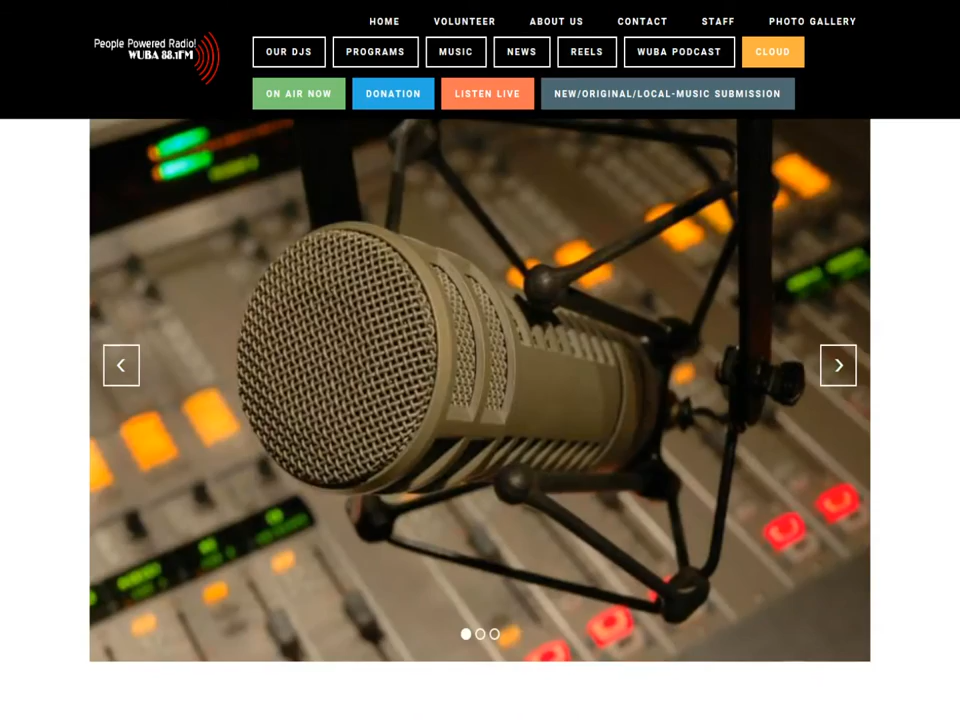 HOME VOLUNTEER ABOUT US CONTACT STAFF PHOTO GALLERY
People Powered Radio!
WUBA 88.1FM
OUR DJS PROGRAMS MUSIC NEWS REELS WUBA PODCAST CLOUD
ON AIR NOW DONATION LISTEN LIVE NEW/ORIGINAL/LOCAL-MUSIC SUBMISSION